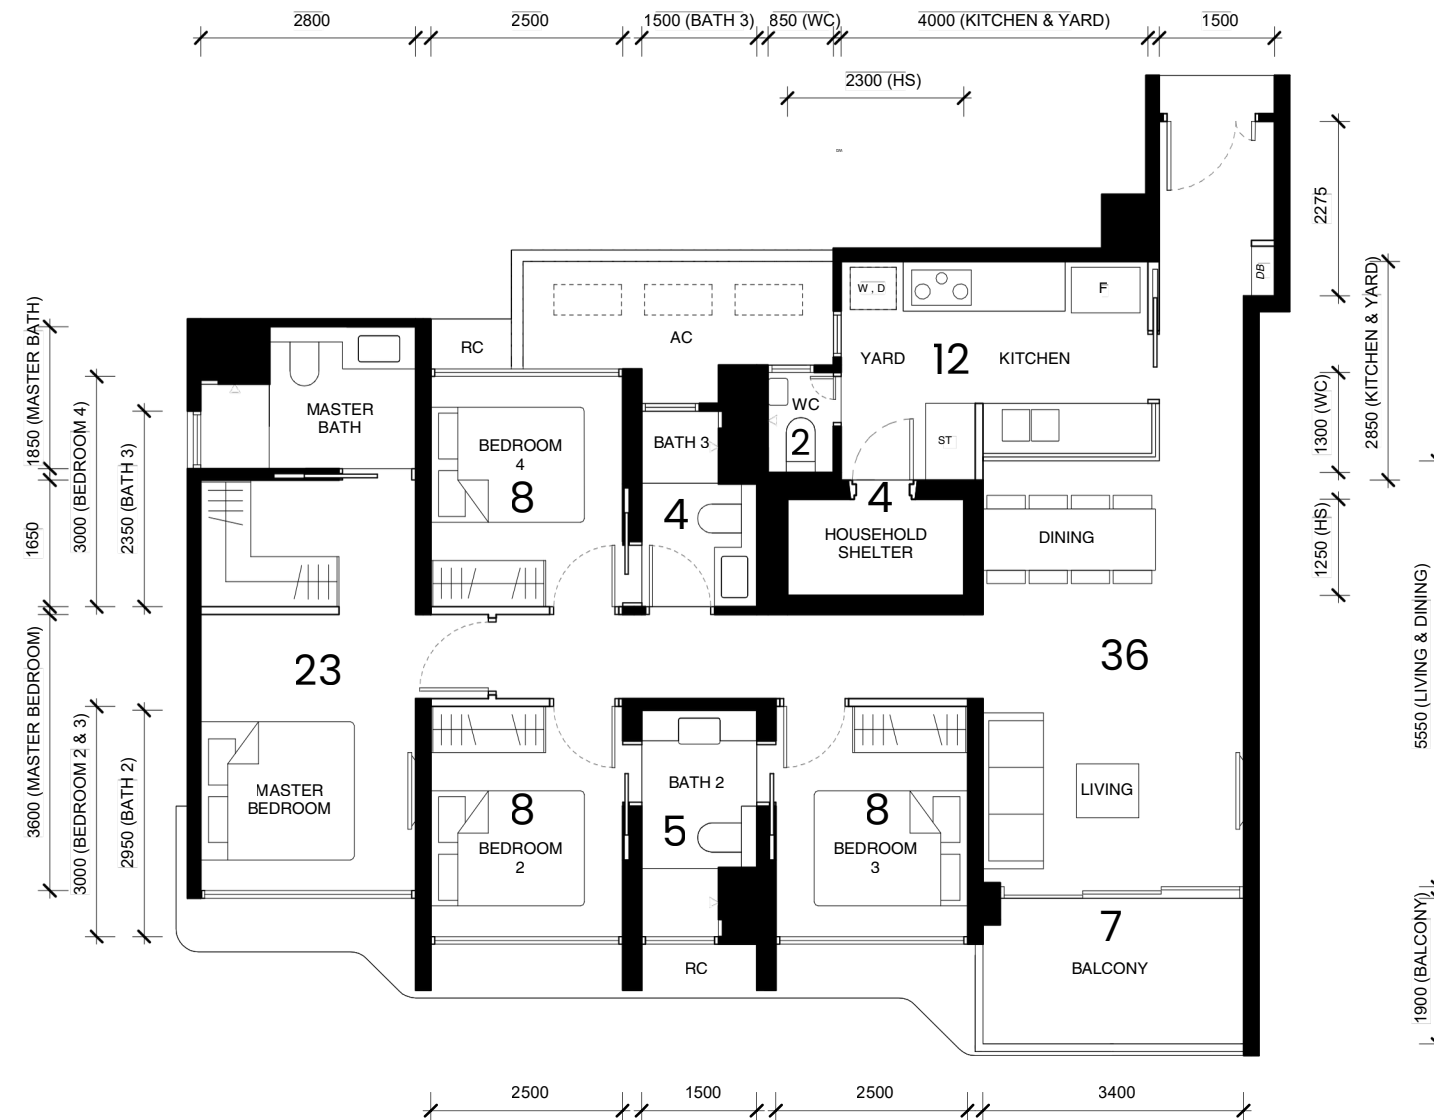 2800
2500
1500 (BATH 3)
850 (WC)
4000 (KITCHEN & YARD)
1500
2300 (HS)
2275
DB
W , D
F
2850 (KITCHEN & YARD)
1850 (MASTER BATH)
RC
AC
YARD
12
KITCHEN
3000 (BEDROOM 4)
MASTER
BATH
WC
2
1300 (WC)
BEDROOM
4
8
BATH 3
ST
2350 (BATH 3)
1650
4
4
HOUSEHOLD
SHELTER
DINING
1250 (HS)
3600 (MASTER BEDROOM)
23
36
5550 (LIVING & DINING)
3000 (BEDROOM 2 & 3)
2950 (BATH 2)
MASTER
BEDROOM
8
BEDROOM
2
BATH 2
5
8
BEDROOM
3
LIVING
RC
7
BALCONY
1900 (BALCONY)
2500
1500
2500
3400